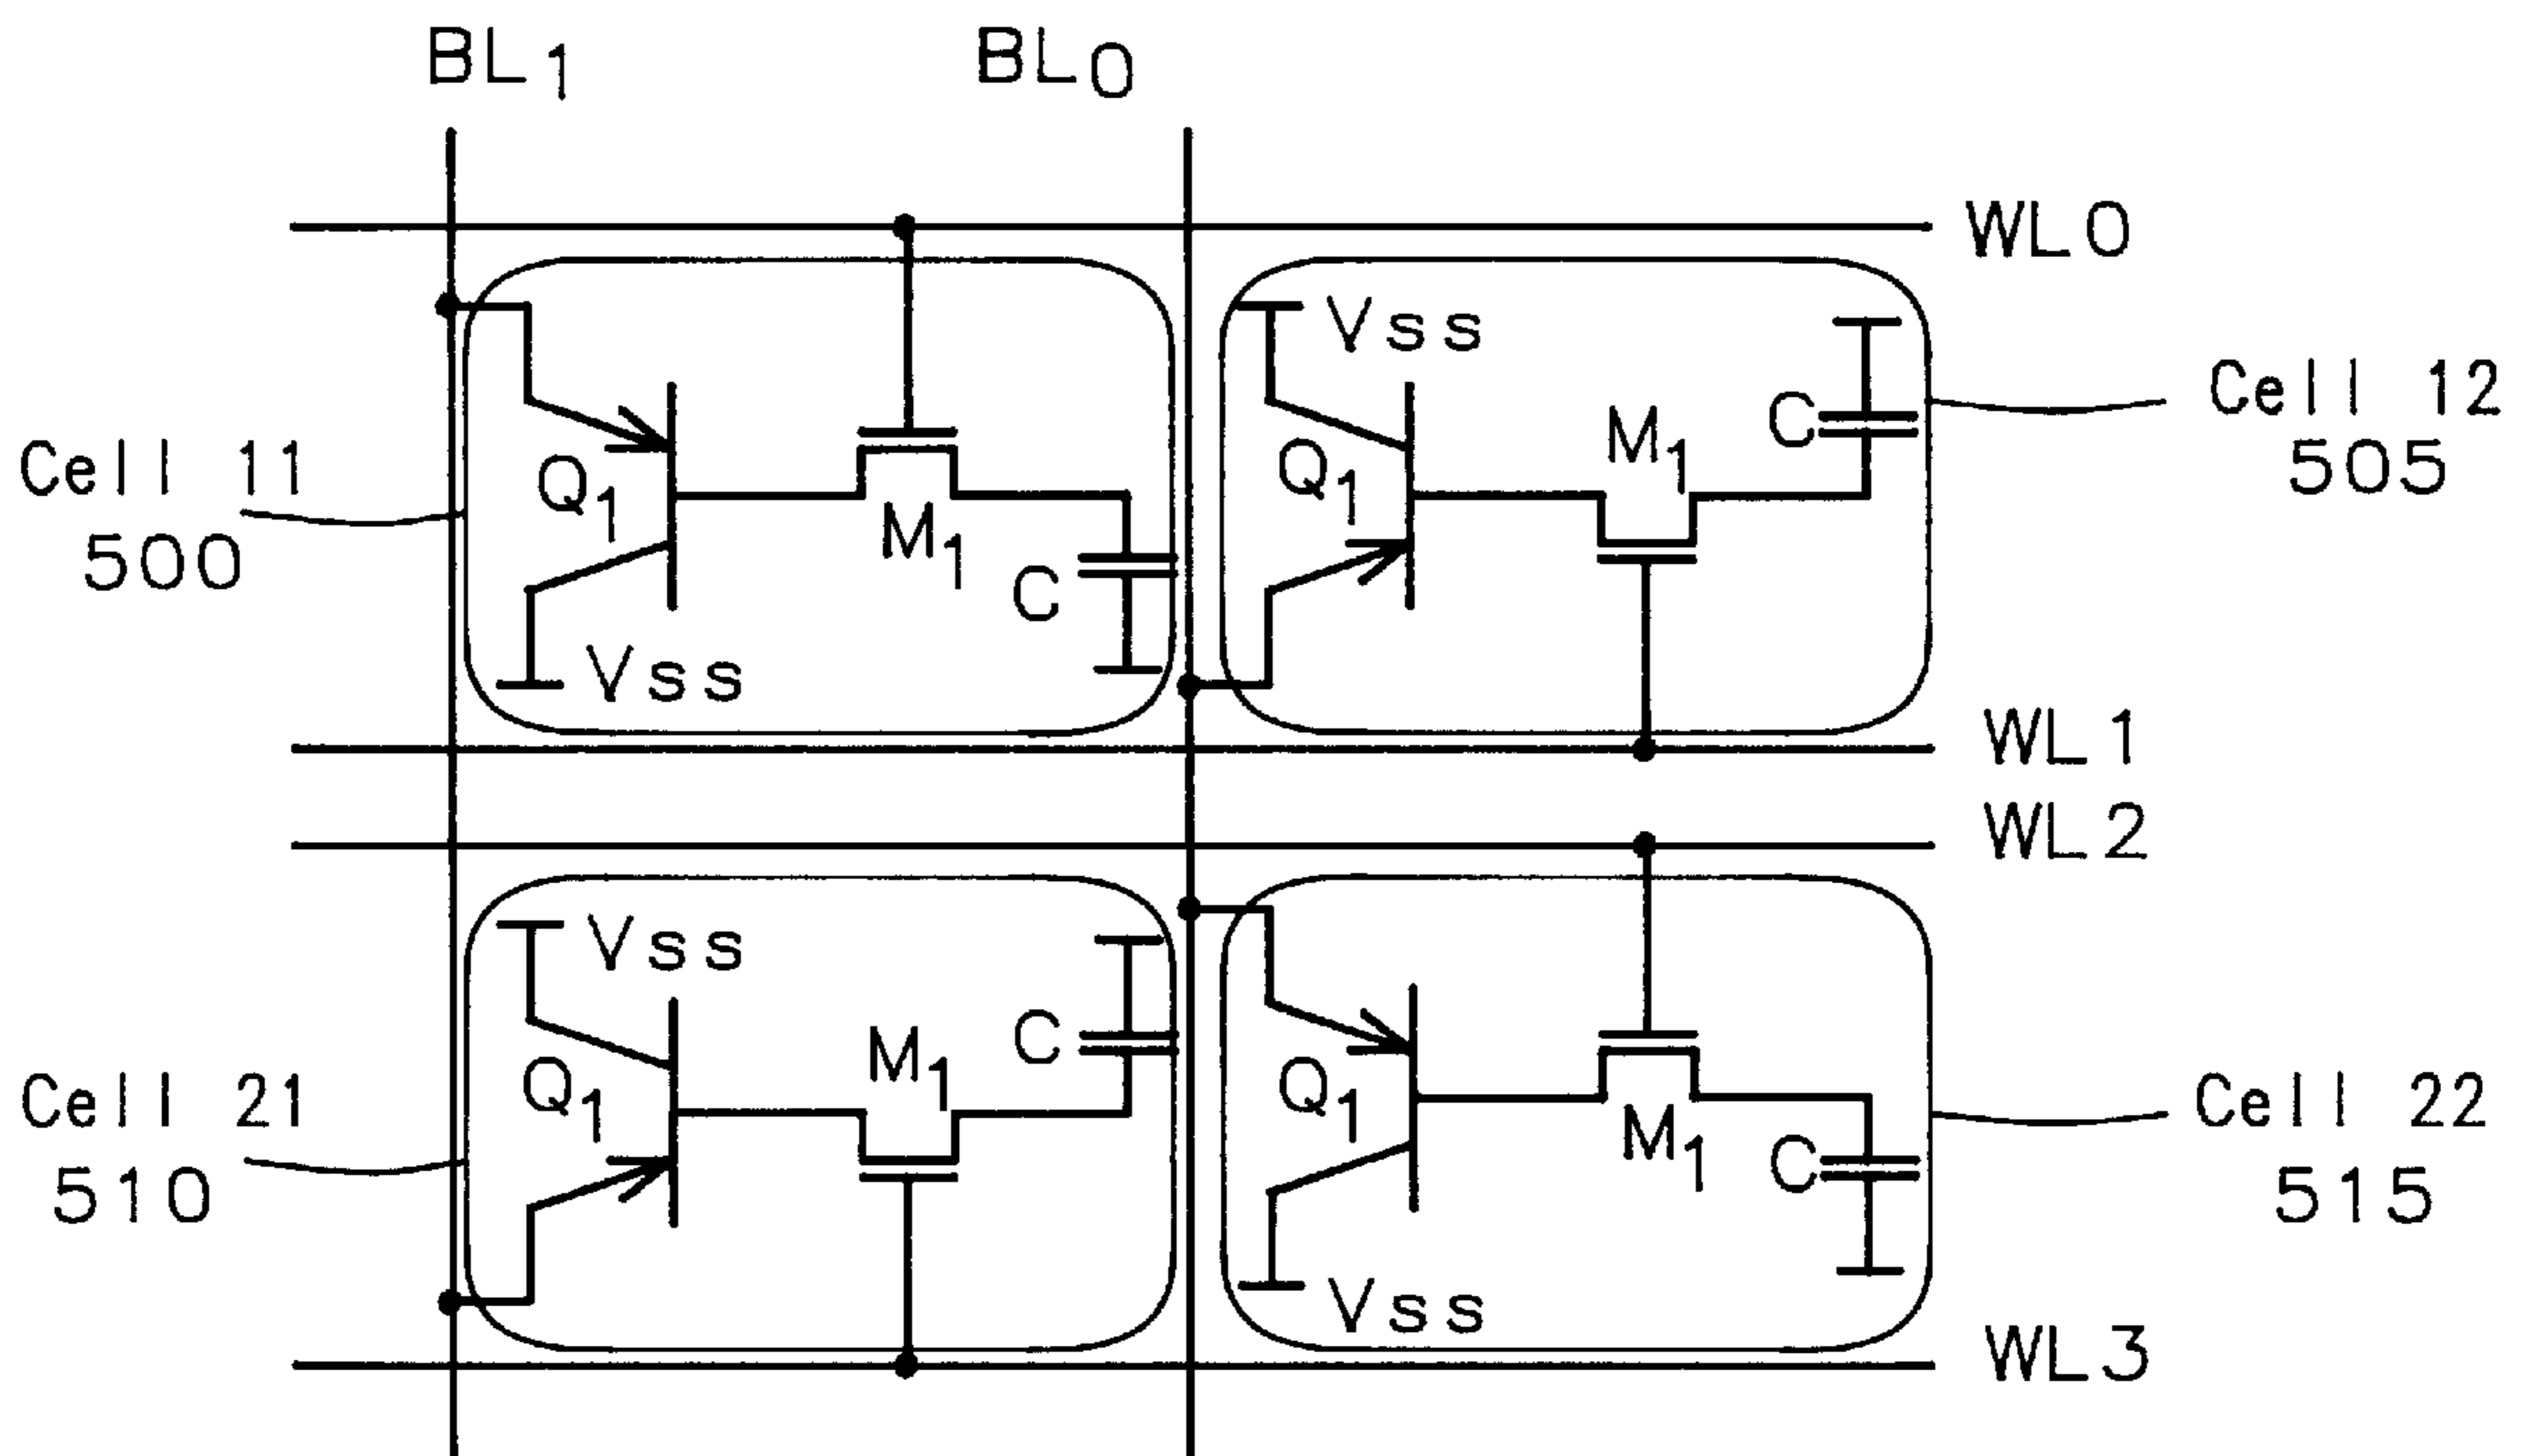 BL1 BL0
WL0
Vss
Cell 12
505
M1
C
Q1
Cell 11
500
Q1
M1
C
Vss
WL1
WL2
Vss
C
M1
Q1
Cell 21
510
Q1
M1
C
Cell 22
515
Vss
WL3